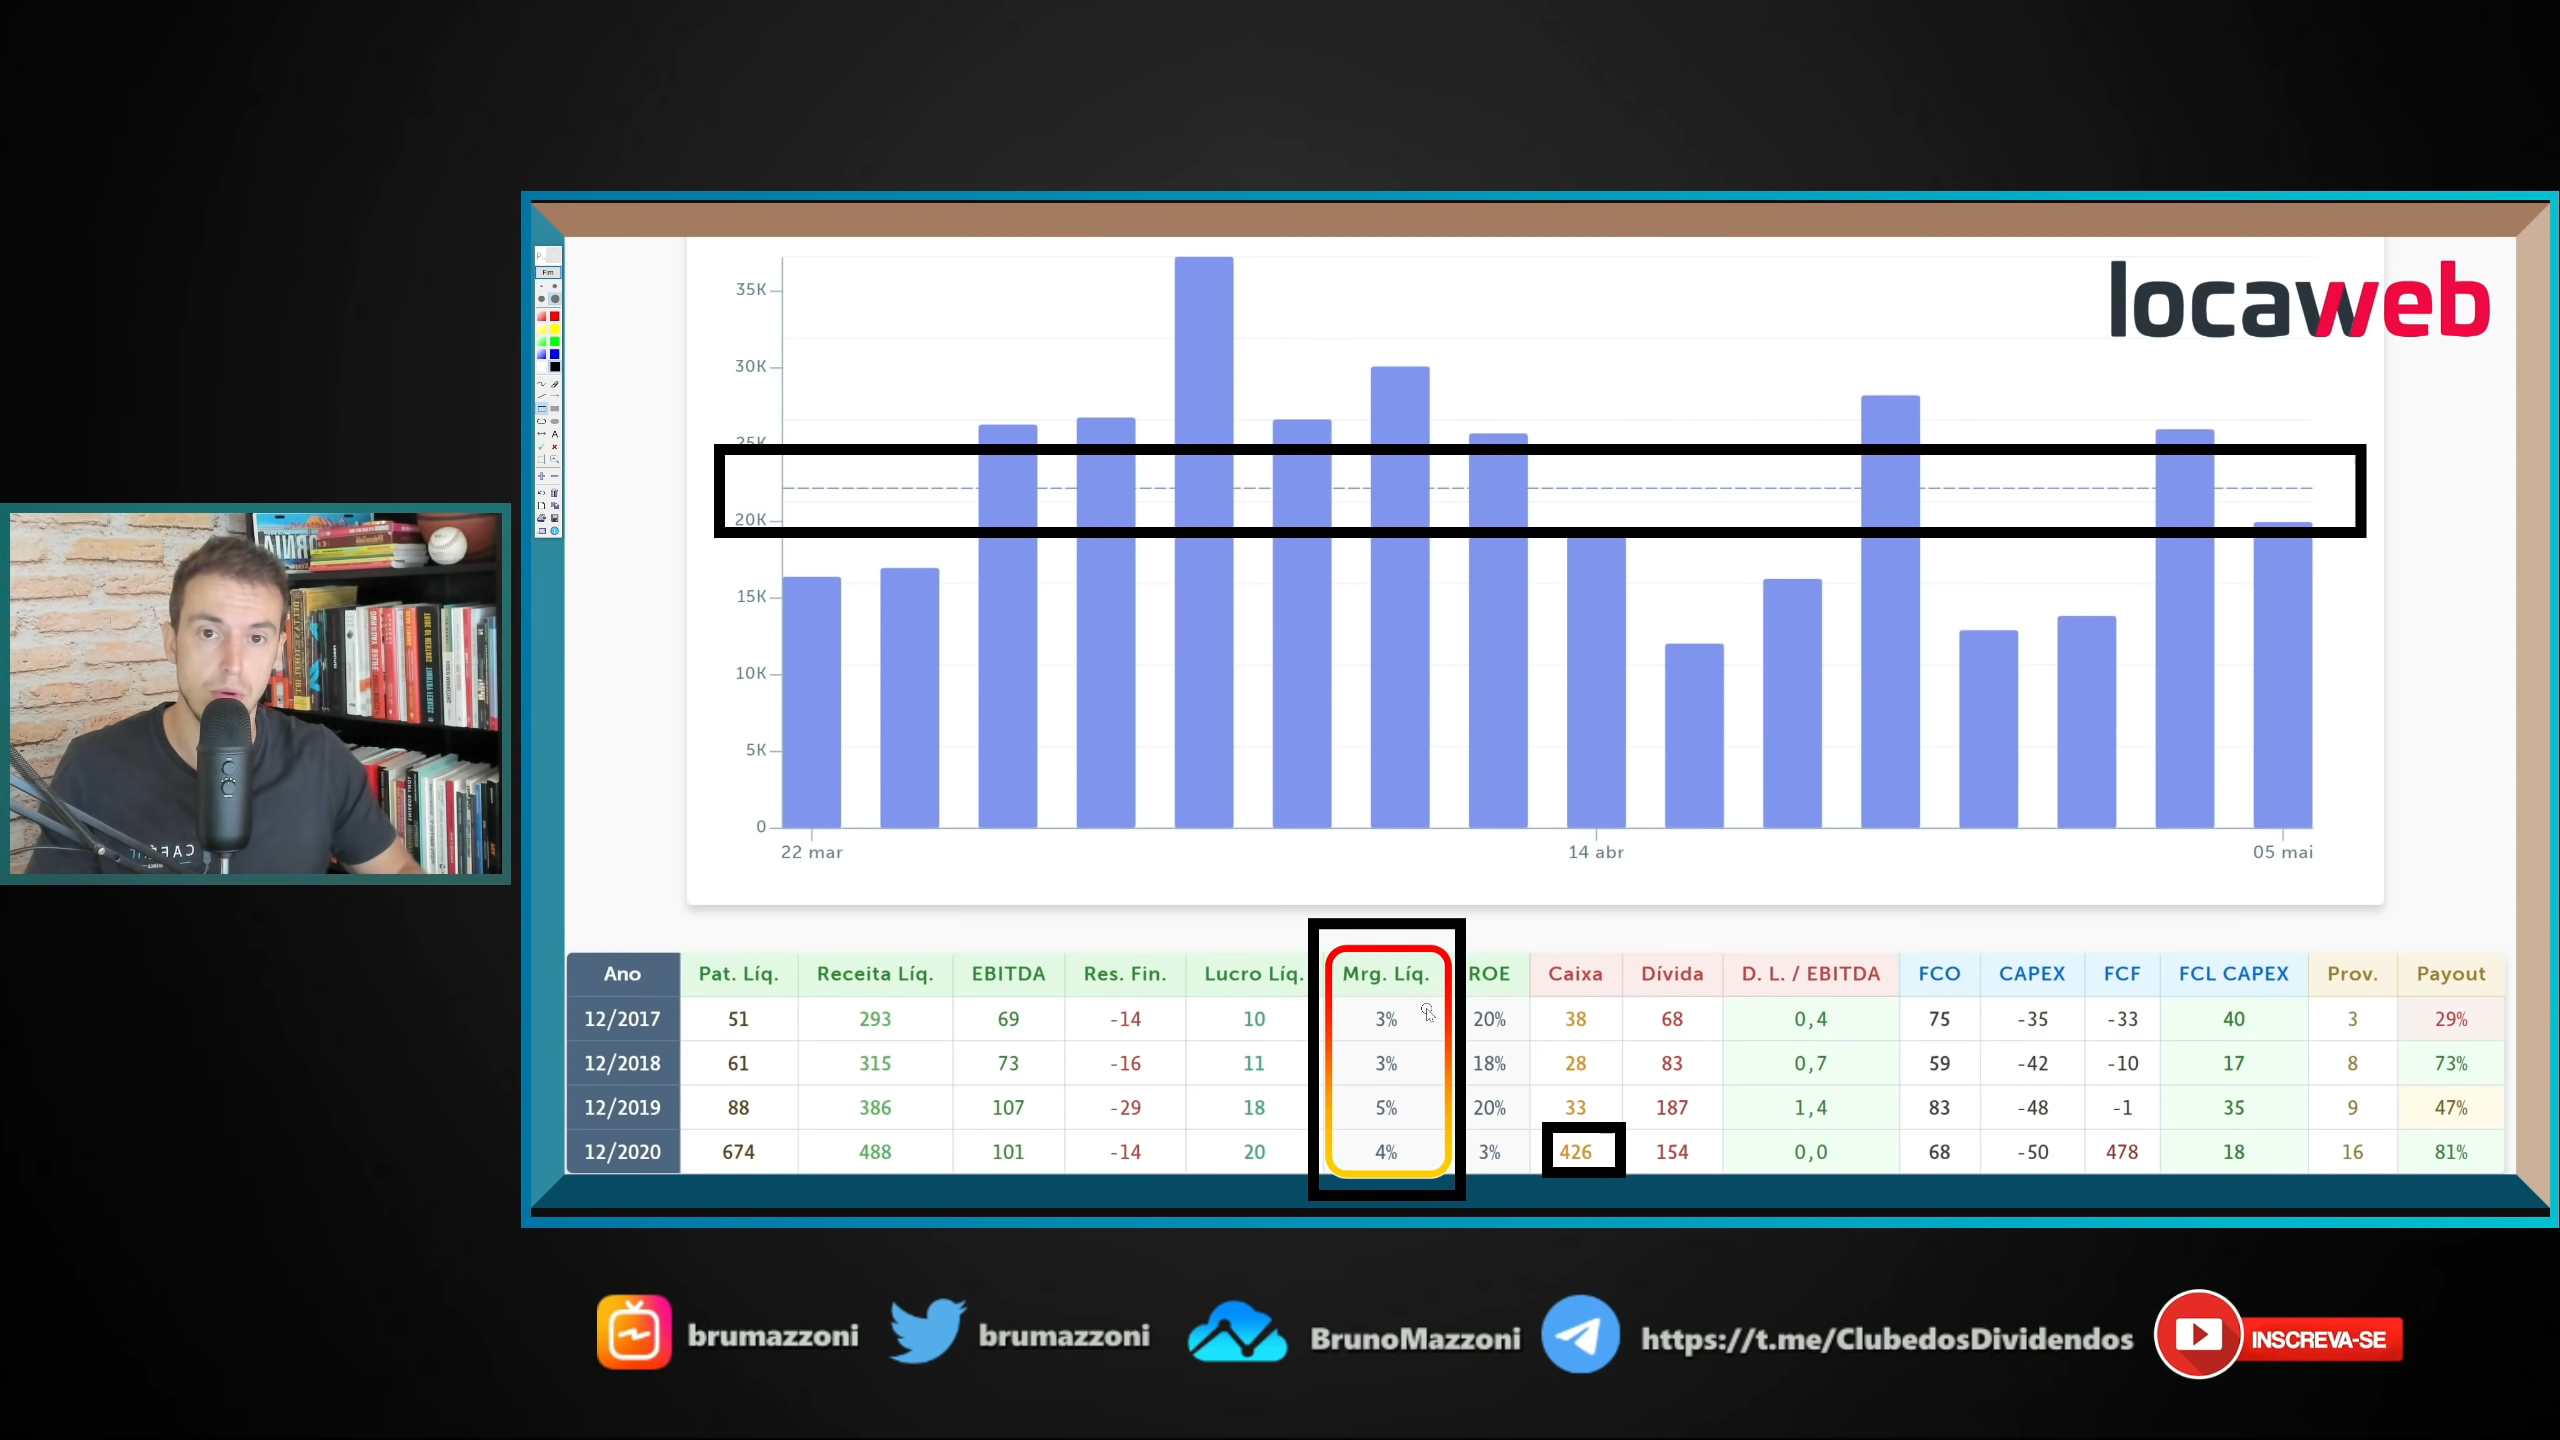 locaweb
Fim
35K
30K
25K
20K
15K
10K
5K
0
22 mar
14 abr
05 mai
Ano Pat. Líq. Receita Líq. EBITDA Res. Fin. Lucro Líq. Mrg. Líq. ROE Caixa Dívida D. L. / EBITDA FCO CAPEX FCF FCL CAPEX Prov. Payout
12/2017 51 293 69 -14 10 3% 20% 38 68 0,4 75 -35 -33 40 3 29%
12/2018 61 315 73 -16 11 3% 18% 28 83 0,7 59 -42 -10 17 8 73%
12/2019 88 386 107 -29 18 5% 20% 33 187 1,4 83 -48 -1 35 9 47%
12/2020 674 488 101 -14 20 4% 3% 426 154 0,0 68 -50 478 18 16 81%
brumazzoni
brumazzoni
BrunoMazzoni
https://t.me/ClubedosDividendos
INSCREVA-SE